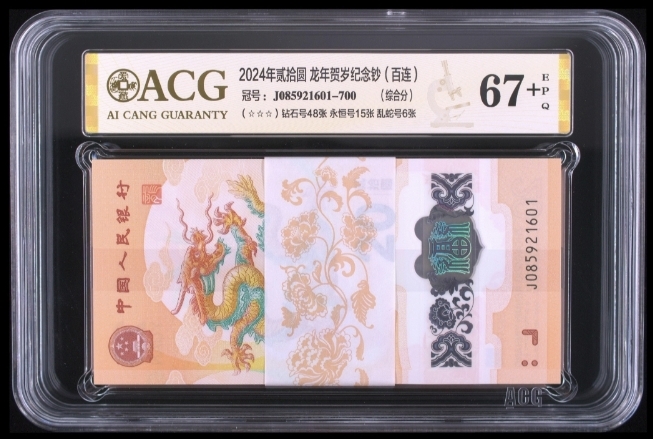 ACG
AI CANG GUARANTY
2024年贰拾圆 龙年贺岁纪念钞(百连)
冠号: J085921601-700 (综合分)
(☆☆☆)钻石号48张 永恒号15张 乱蛇号6张
67+
EPQ
中国人民银行
20
J085921601
ACG